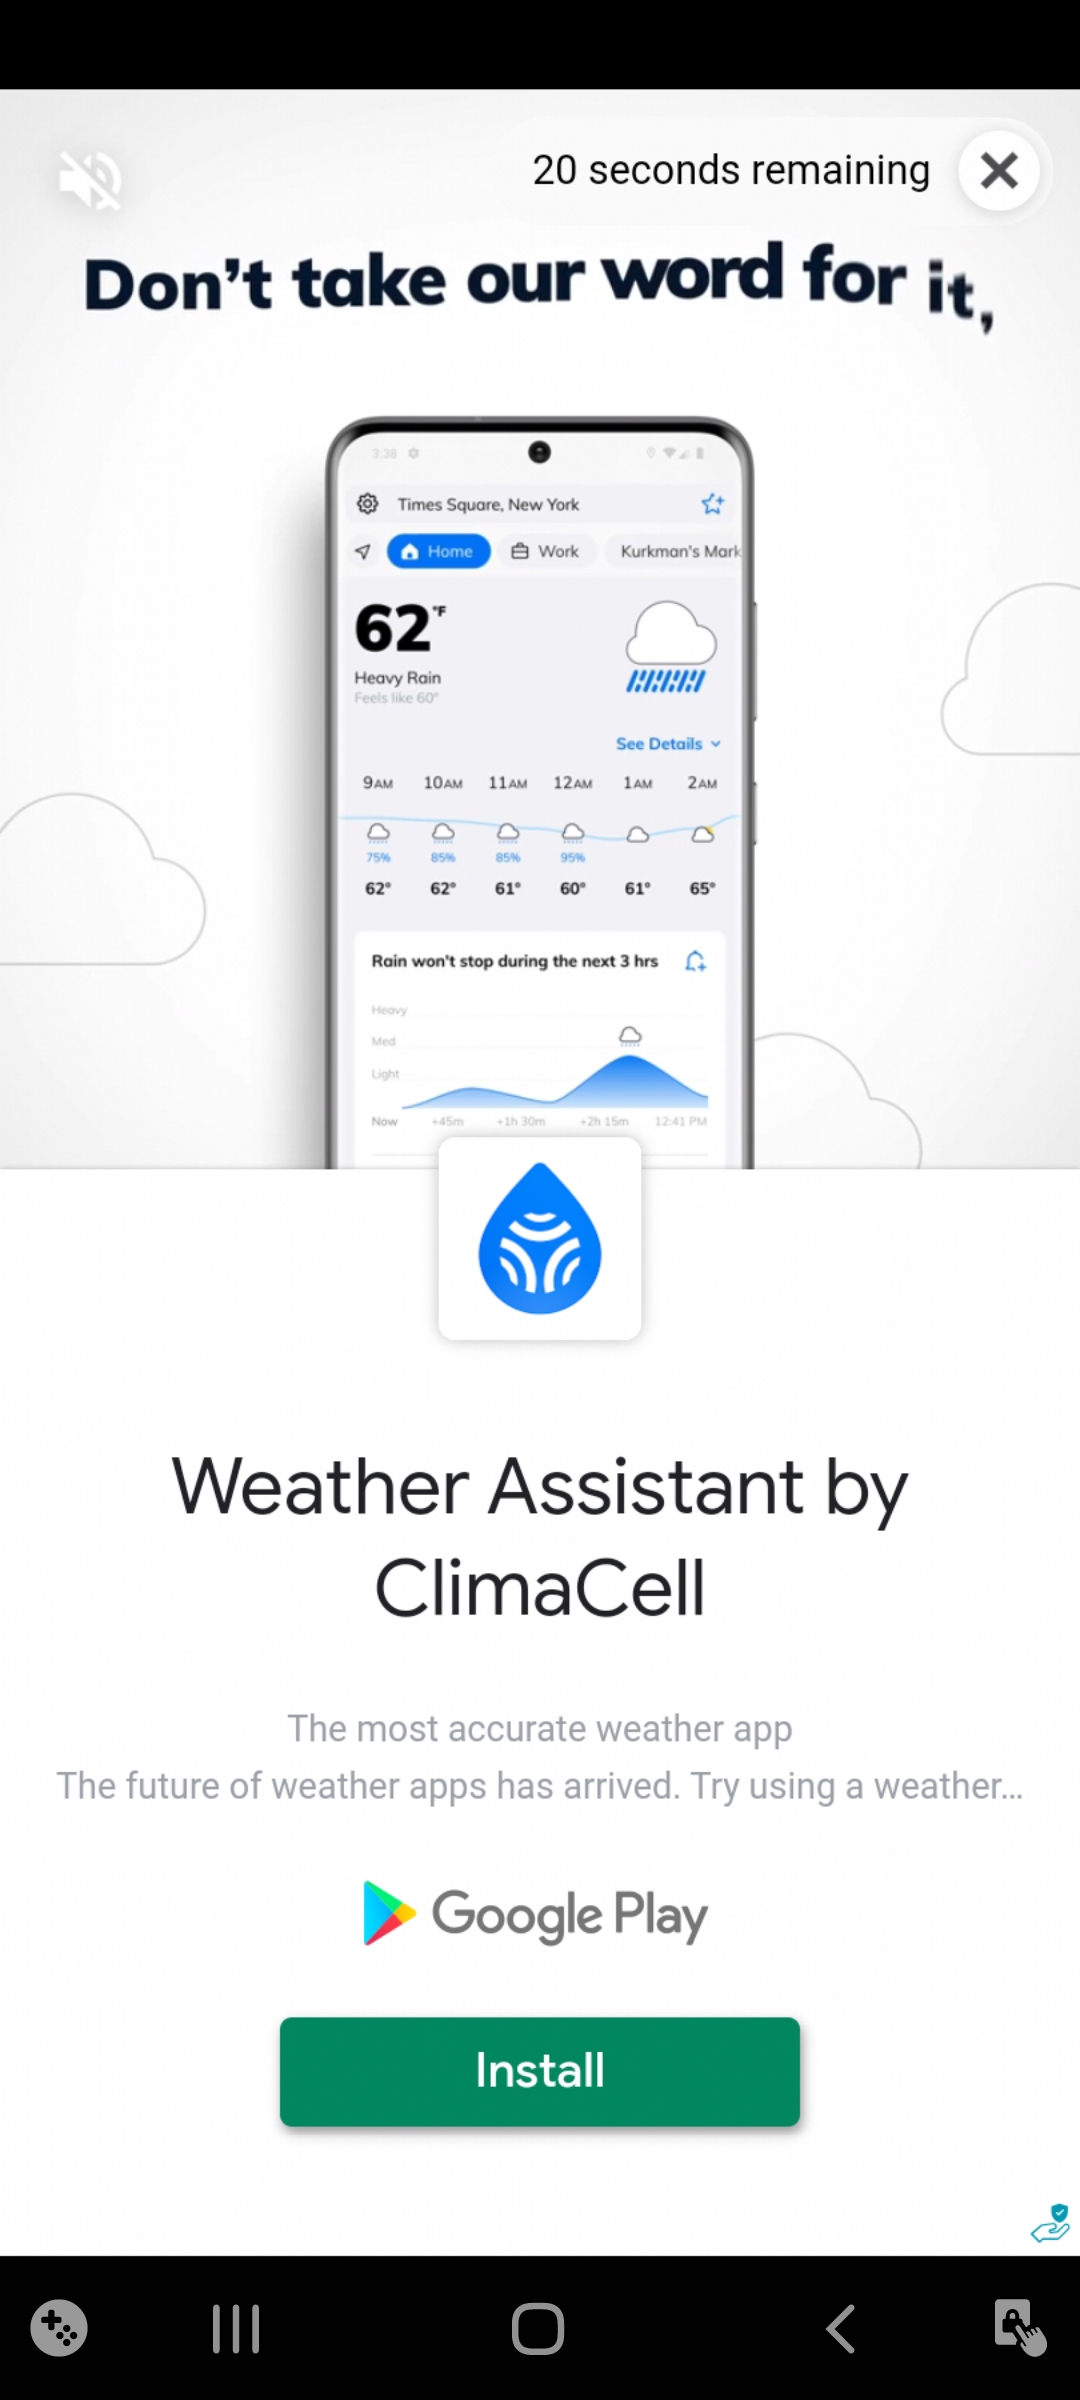 20 seconds remaining
Don't take our word for it,
3:38
Times Square, New York
Home Work Kurkman's Mark
62°F
Heavy Rain
Feels like 60°
See Details
9AM 10AM 11AM 12AM 1AM 2AM
75% 85% 85% 95%
62° 62° 61° 60° 61° 65°
Rain won't stop during the next 3 hrs
Heavy
Med
Light
Now +45m +1h 30m +2h 15m 12:41 PM
Weather Assistant by
ClimaCell
The most accurate weather app
The future of weather apps has arrived. Try using a weather...
Google Play
Install